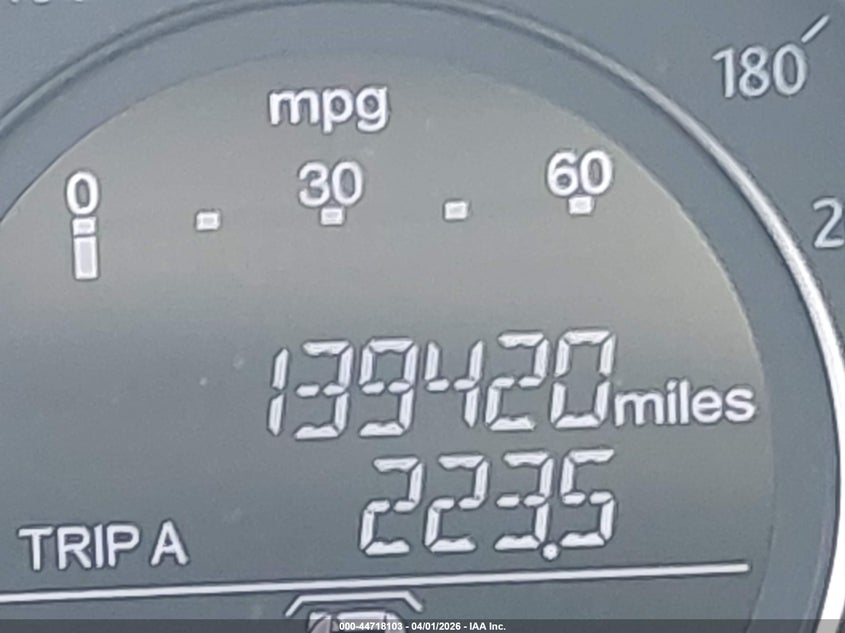 180
mpg
0 30 60
2
139420 miles
223.5
TRIP A
000-44718103 - 04/01/2026 - IAA Inc.